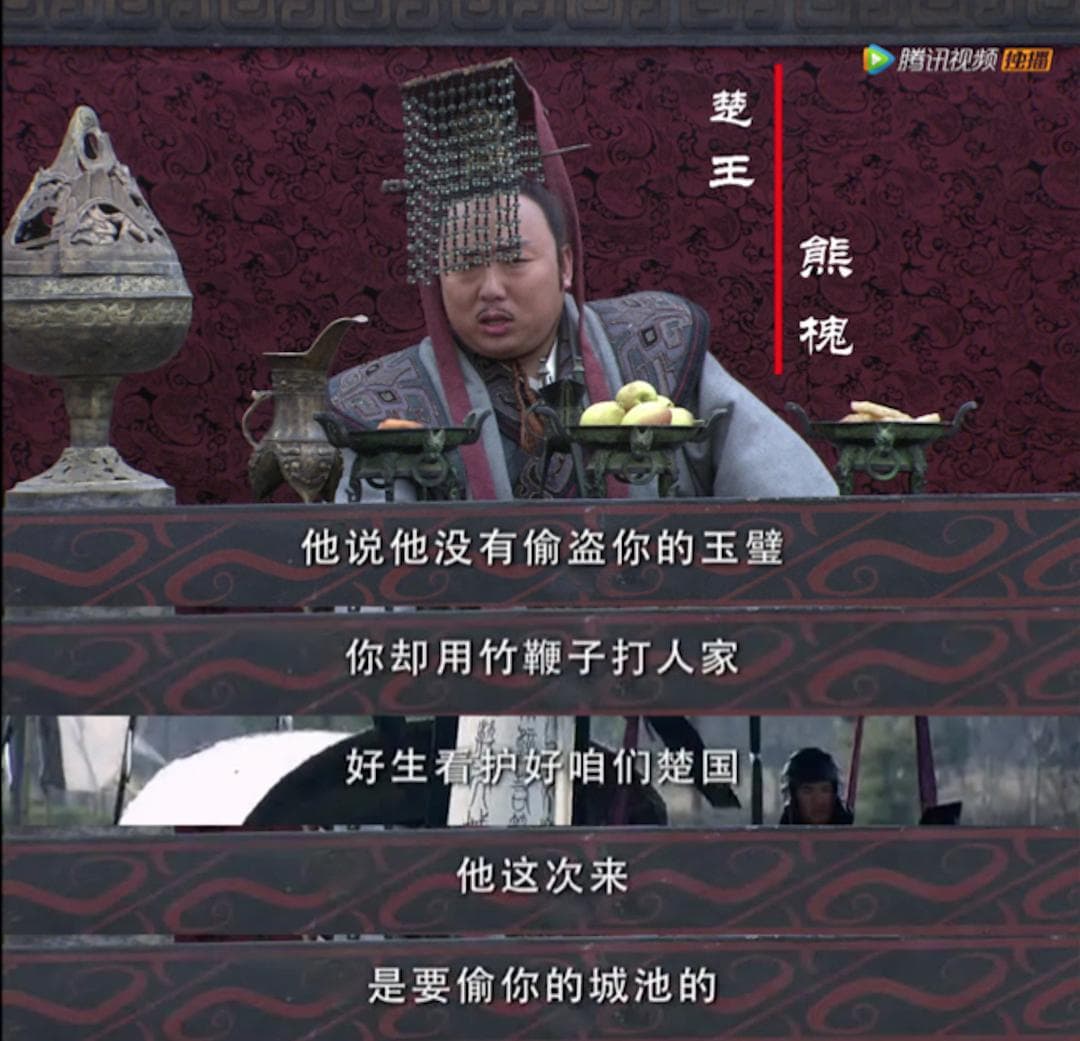 腾讯视频 独播
楚王
熊槐
他说他没有偷盗你的玉璧
你却用竹鞭子打人家
好生看护好咱们楚国
他这次来
是要偷你的城池的